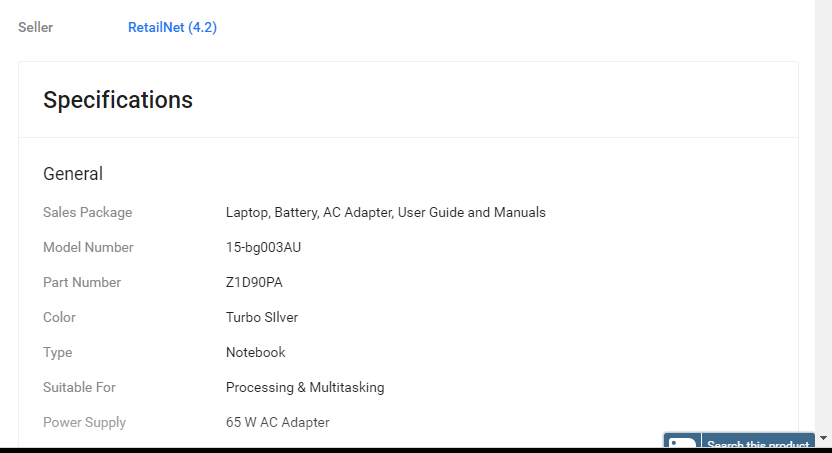 Seller RetailNet (4.2)
Specifications
General
Sales Package Laptop, Battery, AC Adapter, User Guide and Manuals
Model Number 15-bg003AU
Part Number Z1D90PA
Color Turbo SIlver
Type Notebook
Suitable For Processing & Multitasking
Power Supply 65 W AC Adapter
Search this product